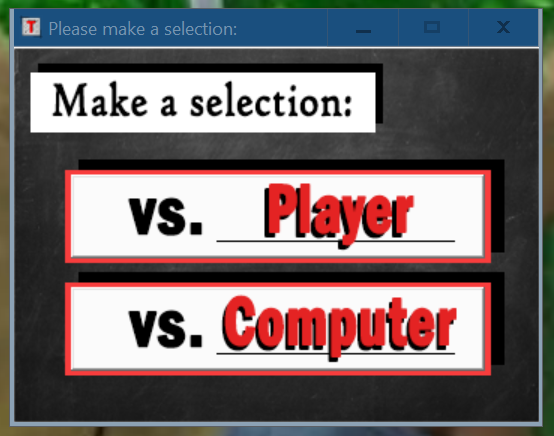 T Please make a selection:
Make a selection:
vs. Player
vs. Computer